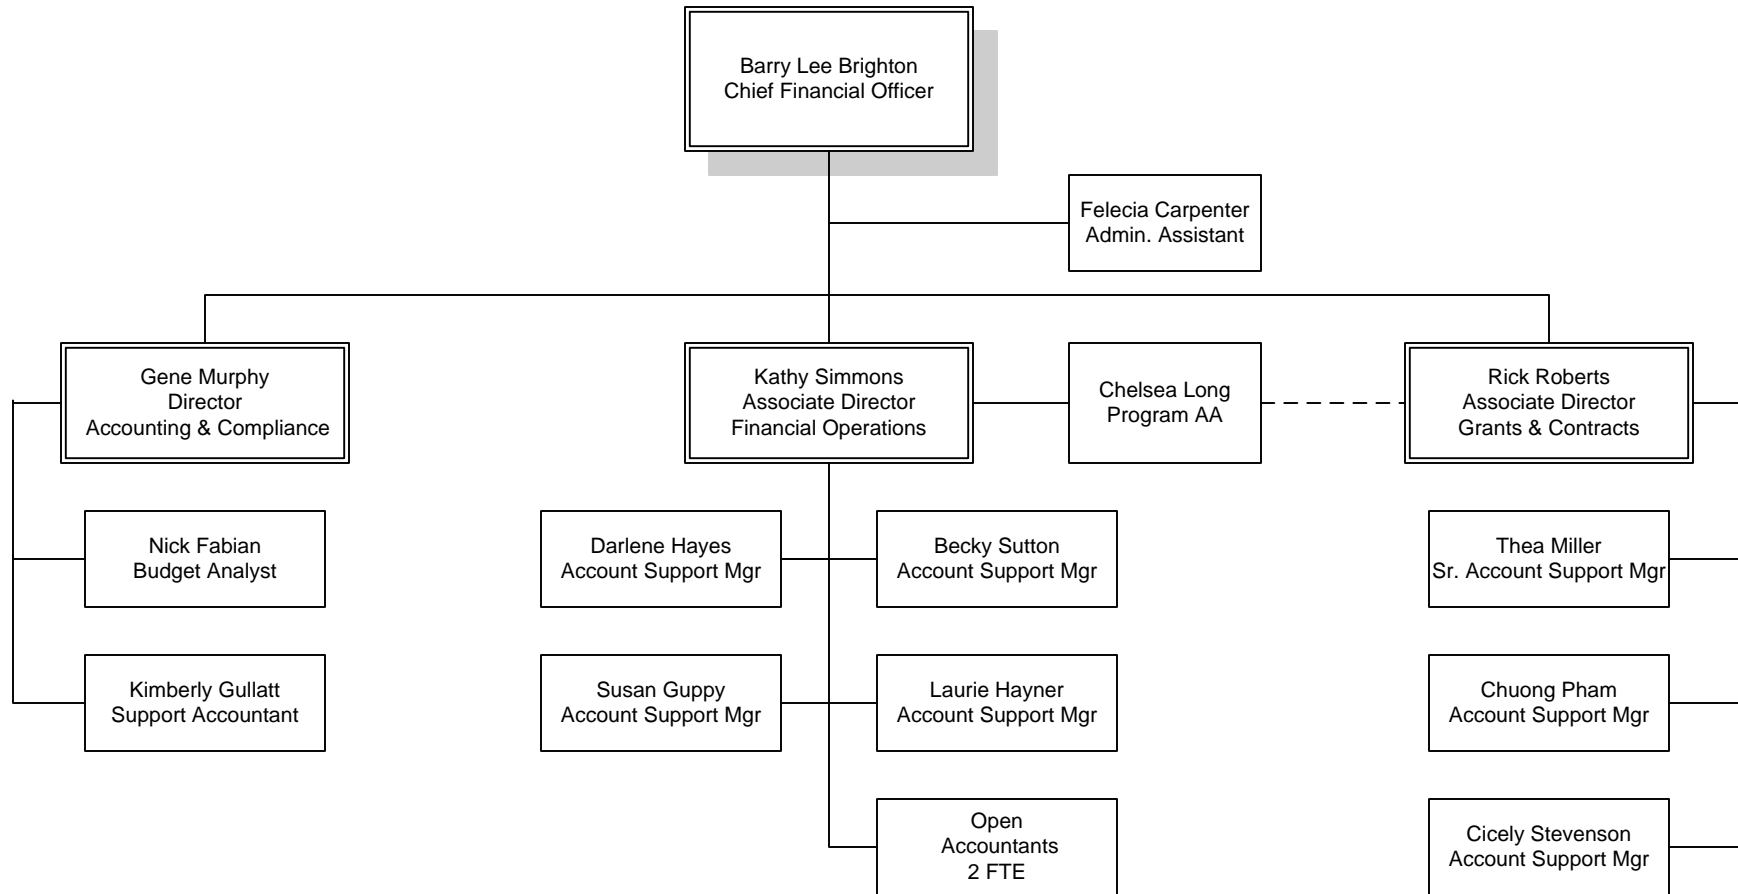 Barry Lee Brighton
Chief Financial Officer
Felecia Carpenter
Admin. Assistant
Gene Murphy
Director
Accounting & Compliance
Kathy Simmons
Associate Director
Financial Operations
Chelsea Long
Program AA
Rick Roberts
Associate Director
Grants & Contracts
Nick Fabian
Budget Analyst
Darlene Hayes
Account Support Mgr
Becky Sutton
Account Support Mgr
Thea Miller
Sr. Account Support Mgr
Kimberly Gullatt
Support Accountant
Susan Guppy
Account Support Mgr
Laurie Hayner
Account Support Mgr
Chuong Pham
Account Support Mgr
Open
Accountants
2 FTE
Cicely Stevenson
Account Support Mgr